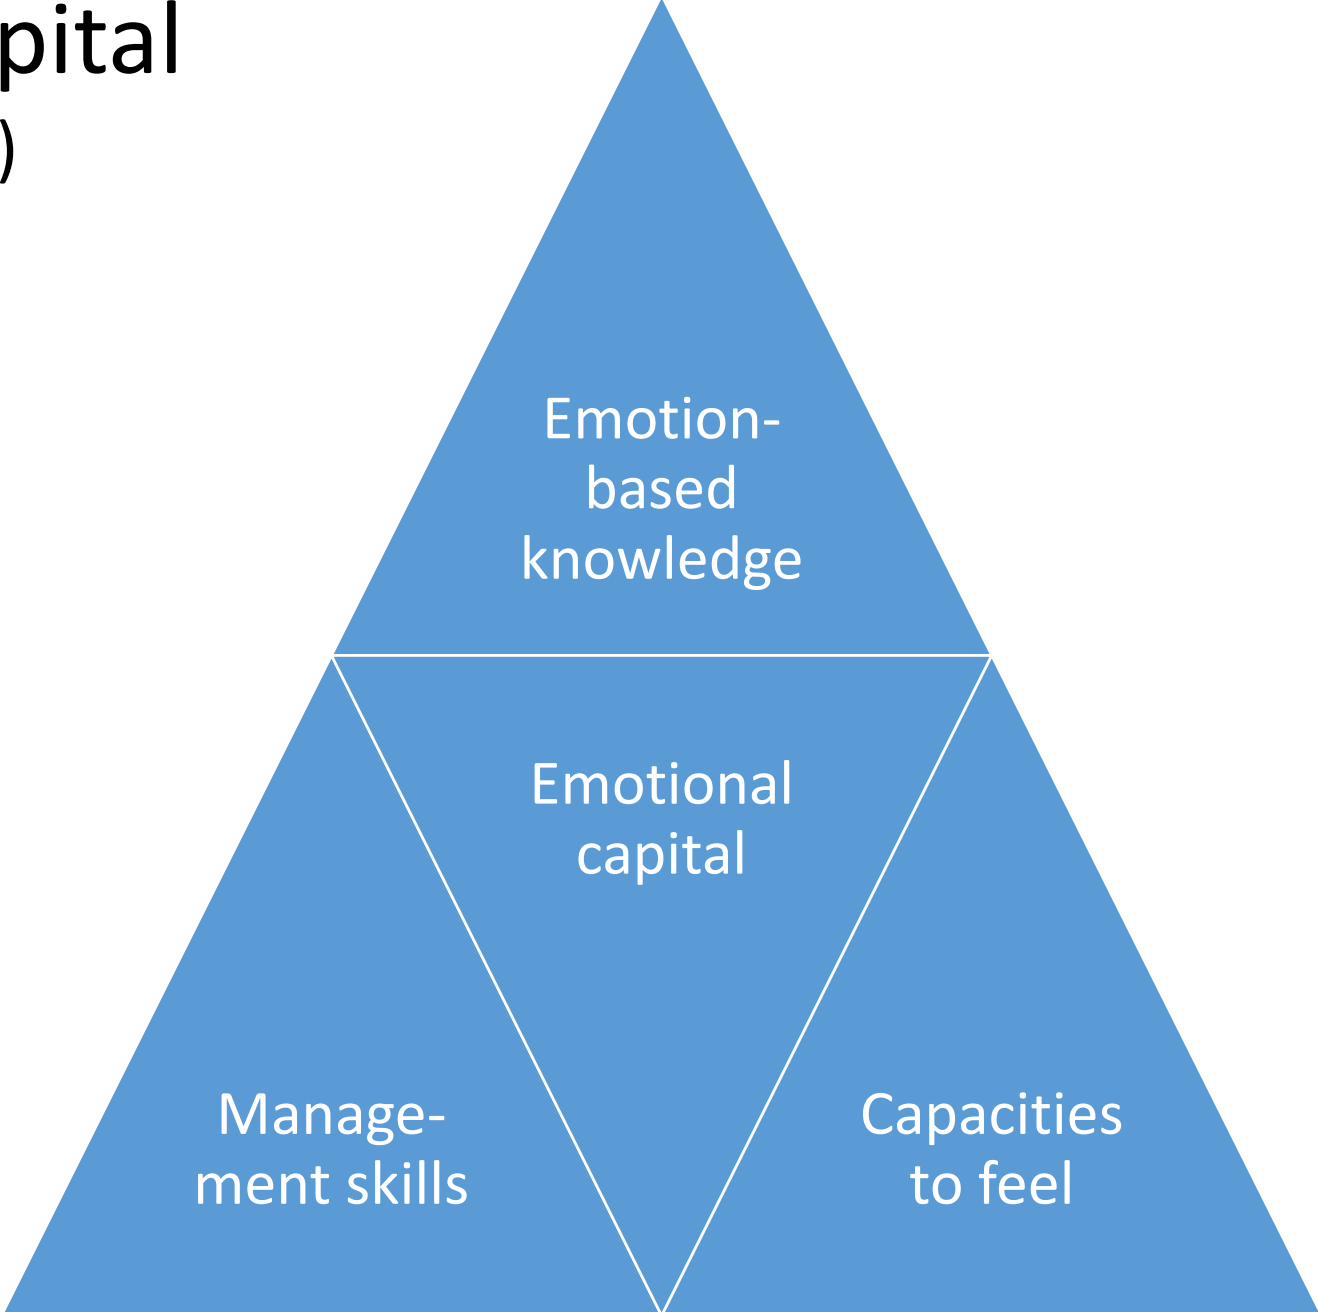 pital
)
Emotion-
based
knowledge
Emotional
capital
Manage-
ment skills
Capacities
to feel